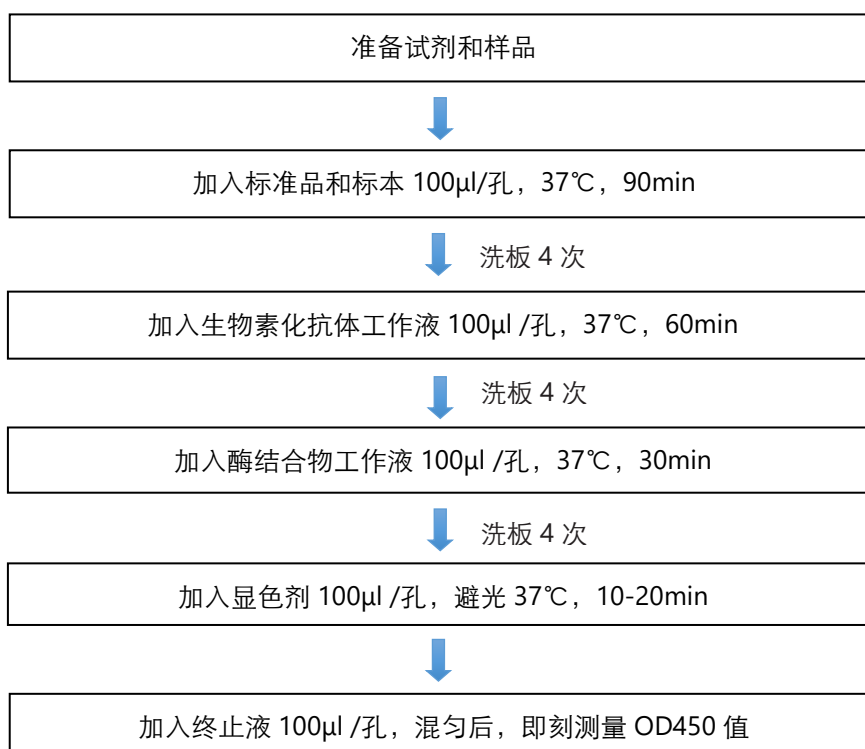 准备试剂和样品
加入标准品和标本 100μl/孔，37℃，90min
洗板 4 次
加入生物素化抗体工作液 100μl /孔，37℃，60min
洗板 4 次
加入酶结合物工作液 100μl /孔，37℃，30min
洗板 4 次
加入显色剂 100μl /孔，避光 37℃，10-20min
加入终止液 100μl /孔，混匀后，即刻测量 OD450 值